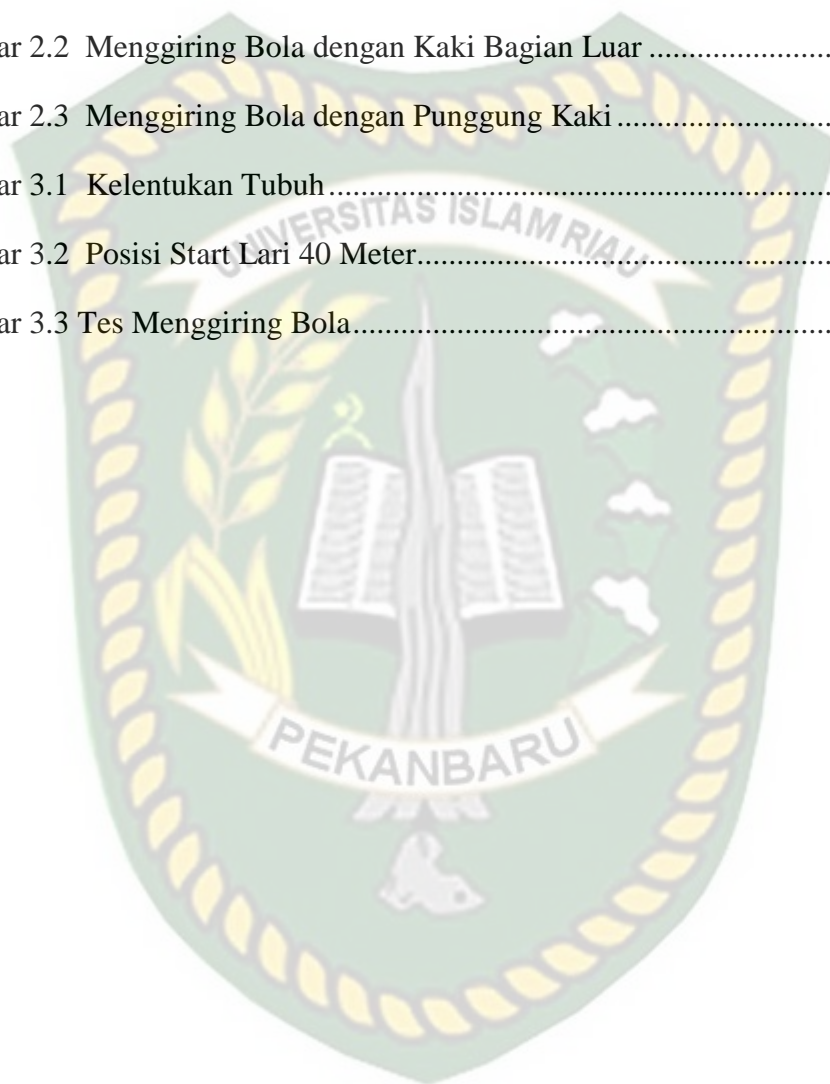 ar 2.2  Menggiring Bola dengan Kaki Bagian Luar ......................
ar 2.3  Menggiring Bola dengan Punggung Kaki ..........................
ar 3.1  Kelentukan Tubuh ...............................................................
UNIVERSITAS ISLAM RIAU
ar 3.2  Posisi Start Lari 40 Meter....................................................
ar 3.3 Tes Menggiring Bola.............................................................
PEKANBARU